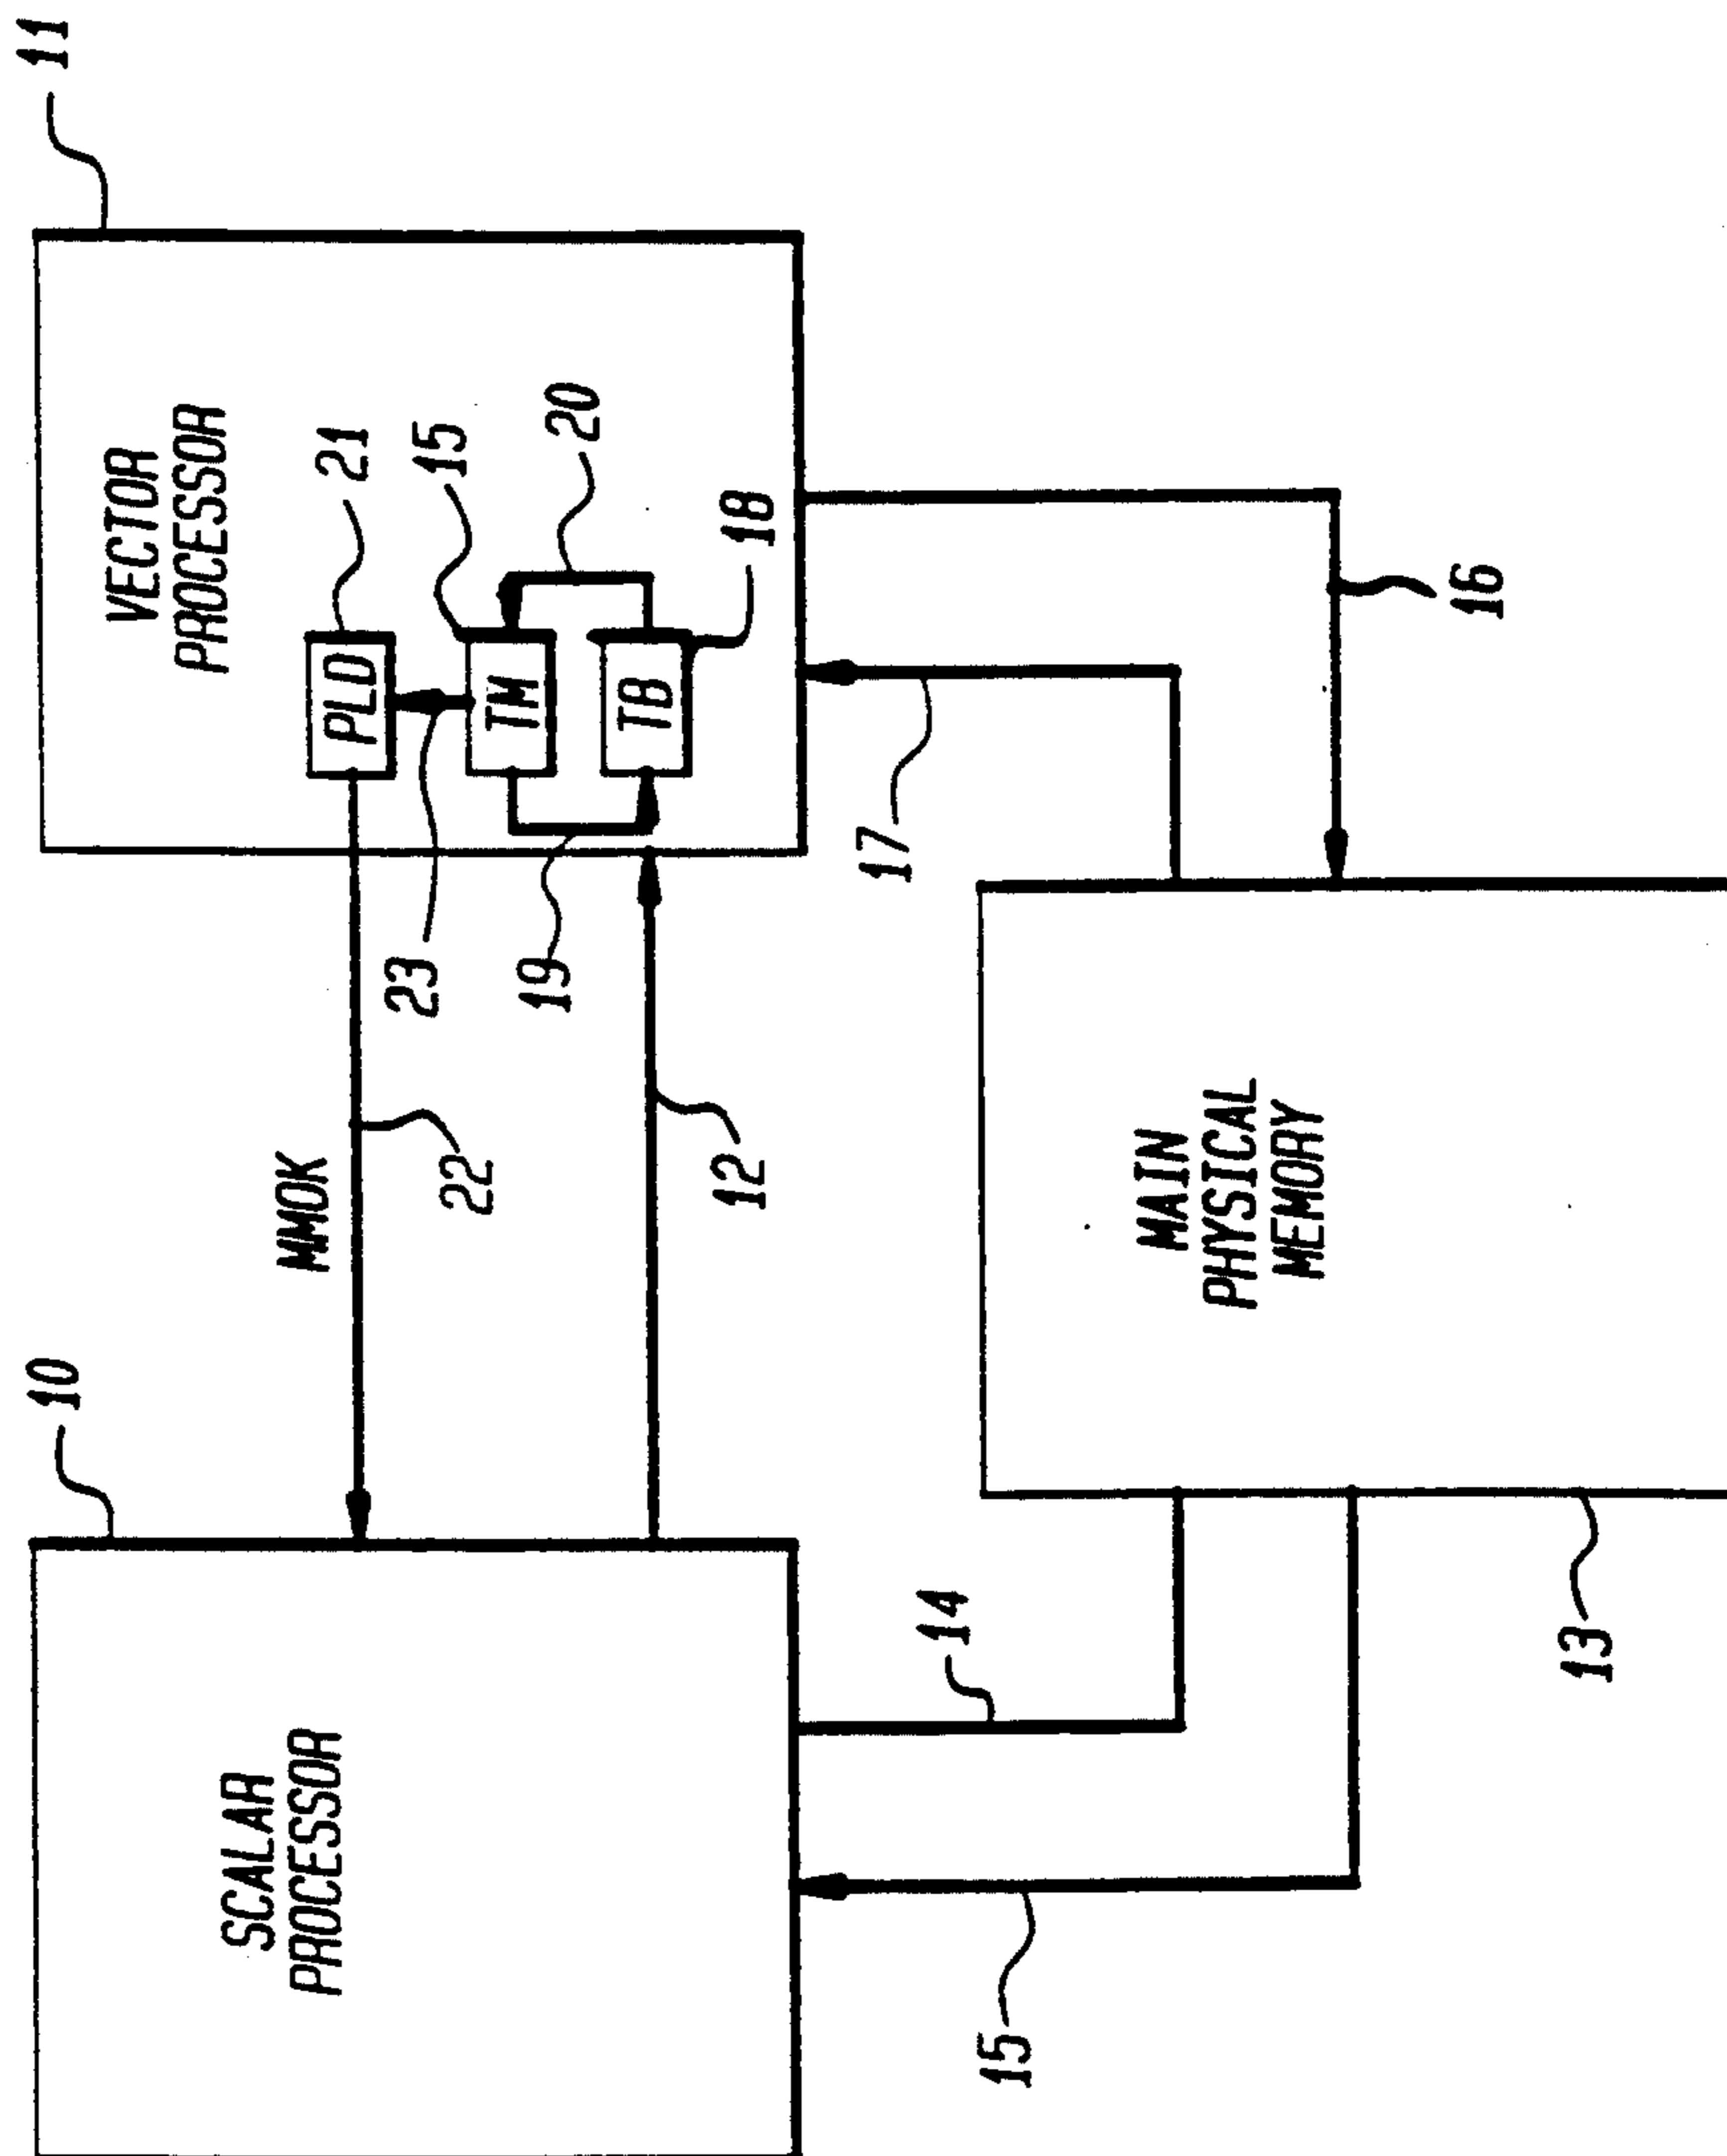 10
11
SCALAR
PROCESSOR
VECTOR
PROCESSOR
MMOK
21
PLD
22
23
15
TM
19
20
TB
12
18
17
14
15
MAIN
PHYSICAL
MEMORY
16
13